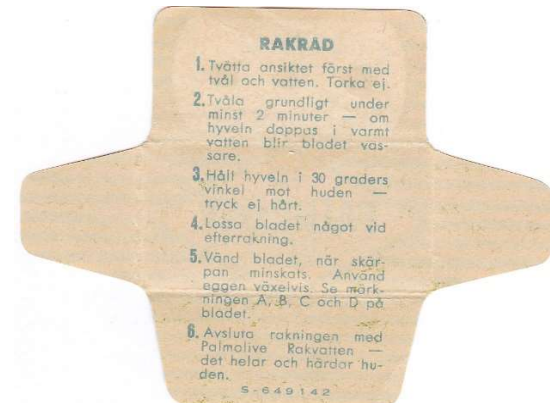 RAKRÅD
1. Tvätta ansiktet först med
tvål och vatten. Torka ej.
2. Tvåla grundligt under
minst 2 minuter — om
hyveln doppas i varmt
vatten blir bladet vas-
sare.
3. Håll hyveln i 30 graders
vinkel mot huden —
tryck ej hårt.
4. Lossa bladet något vid
efterrakning.
5. Vänd bladet, när skär-
pan minskats. Använd
eggen växelvis. Se märk-
ningen A, B, C och D på
bladet.
6. Avsluta rakningen med
Palmolive Rakvatten —
det helar och härdar hu-
den.
S-649142